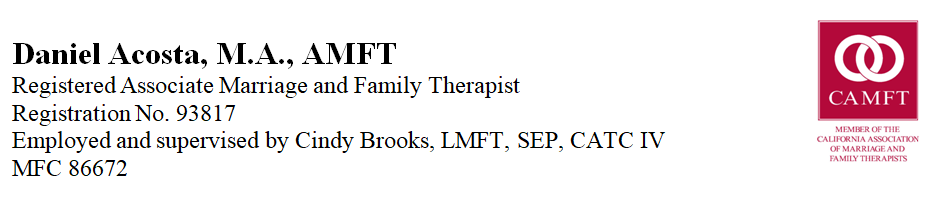 Daniel Acosta, M.A., AMFT
Registered Associate Marriage and Family Therapist
Registration No. 93817
Employed and supervised by Cindy Brooks, LMFT, SEP, CATC IV
MFC 86672
CAMFT
MEMBER OF THE
CALIFORNIA ASSOCIATION
OF MARRIAGE AND
FAMILY THERAPISTS